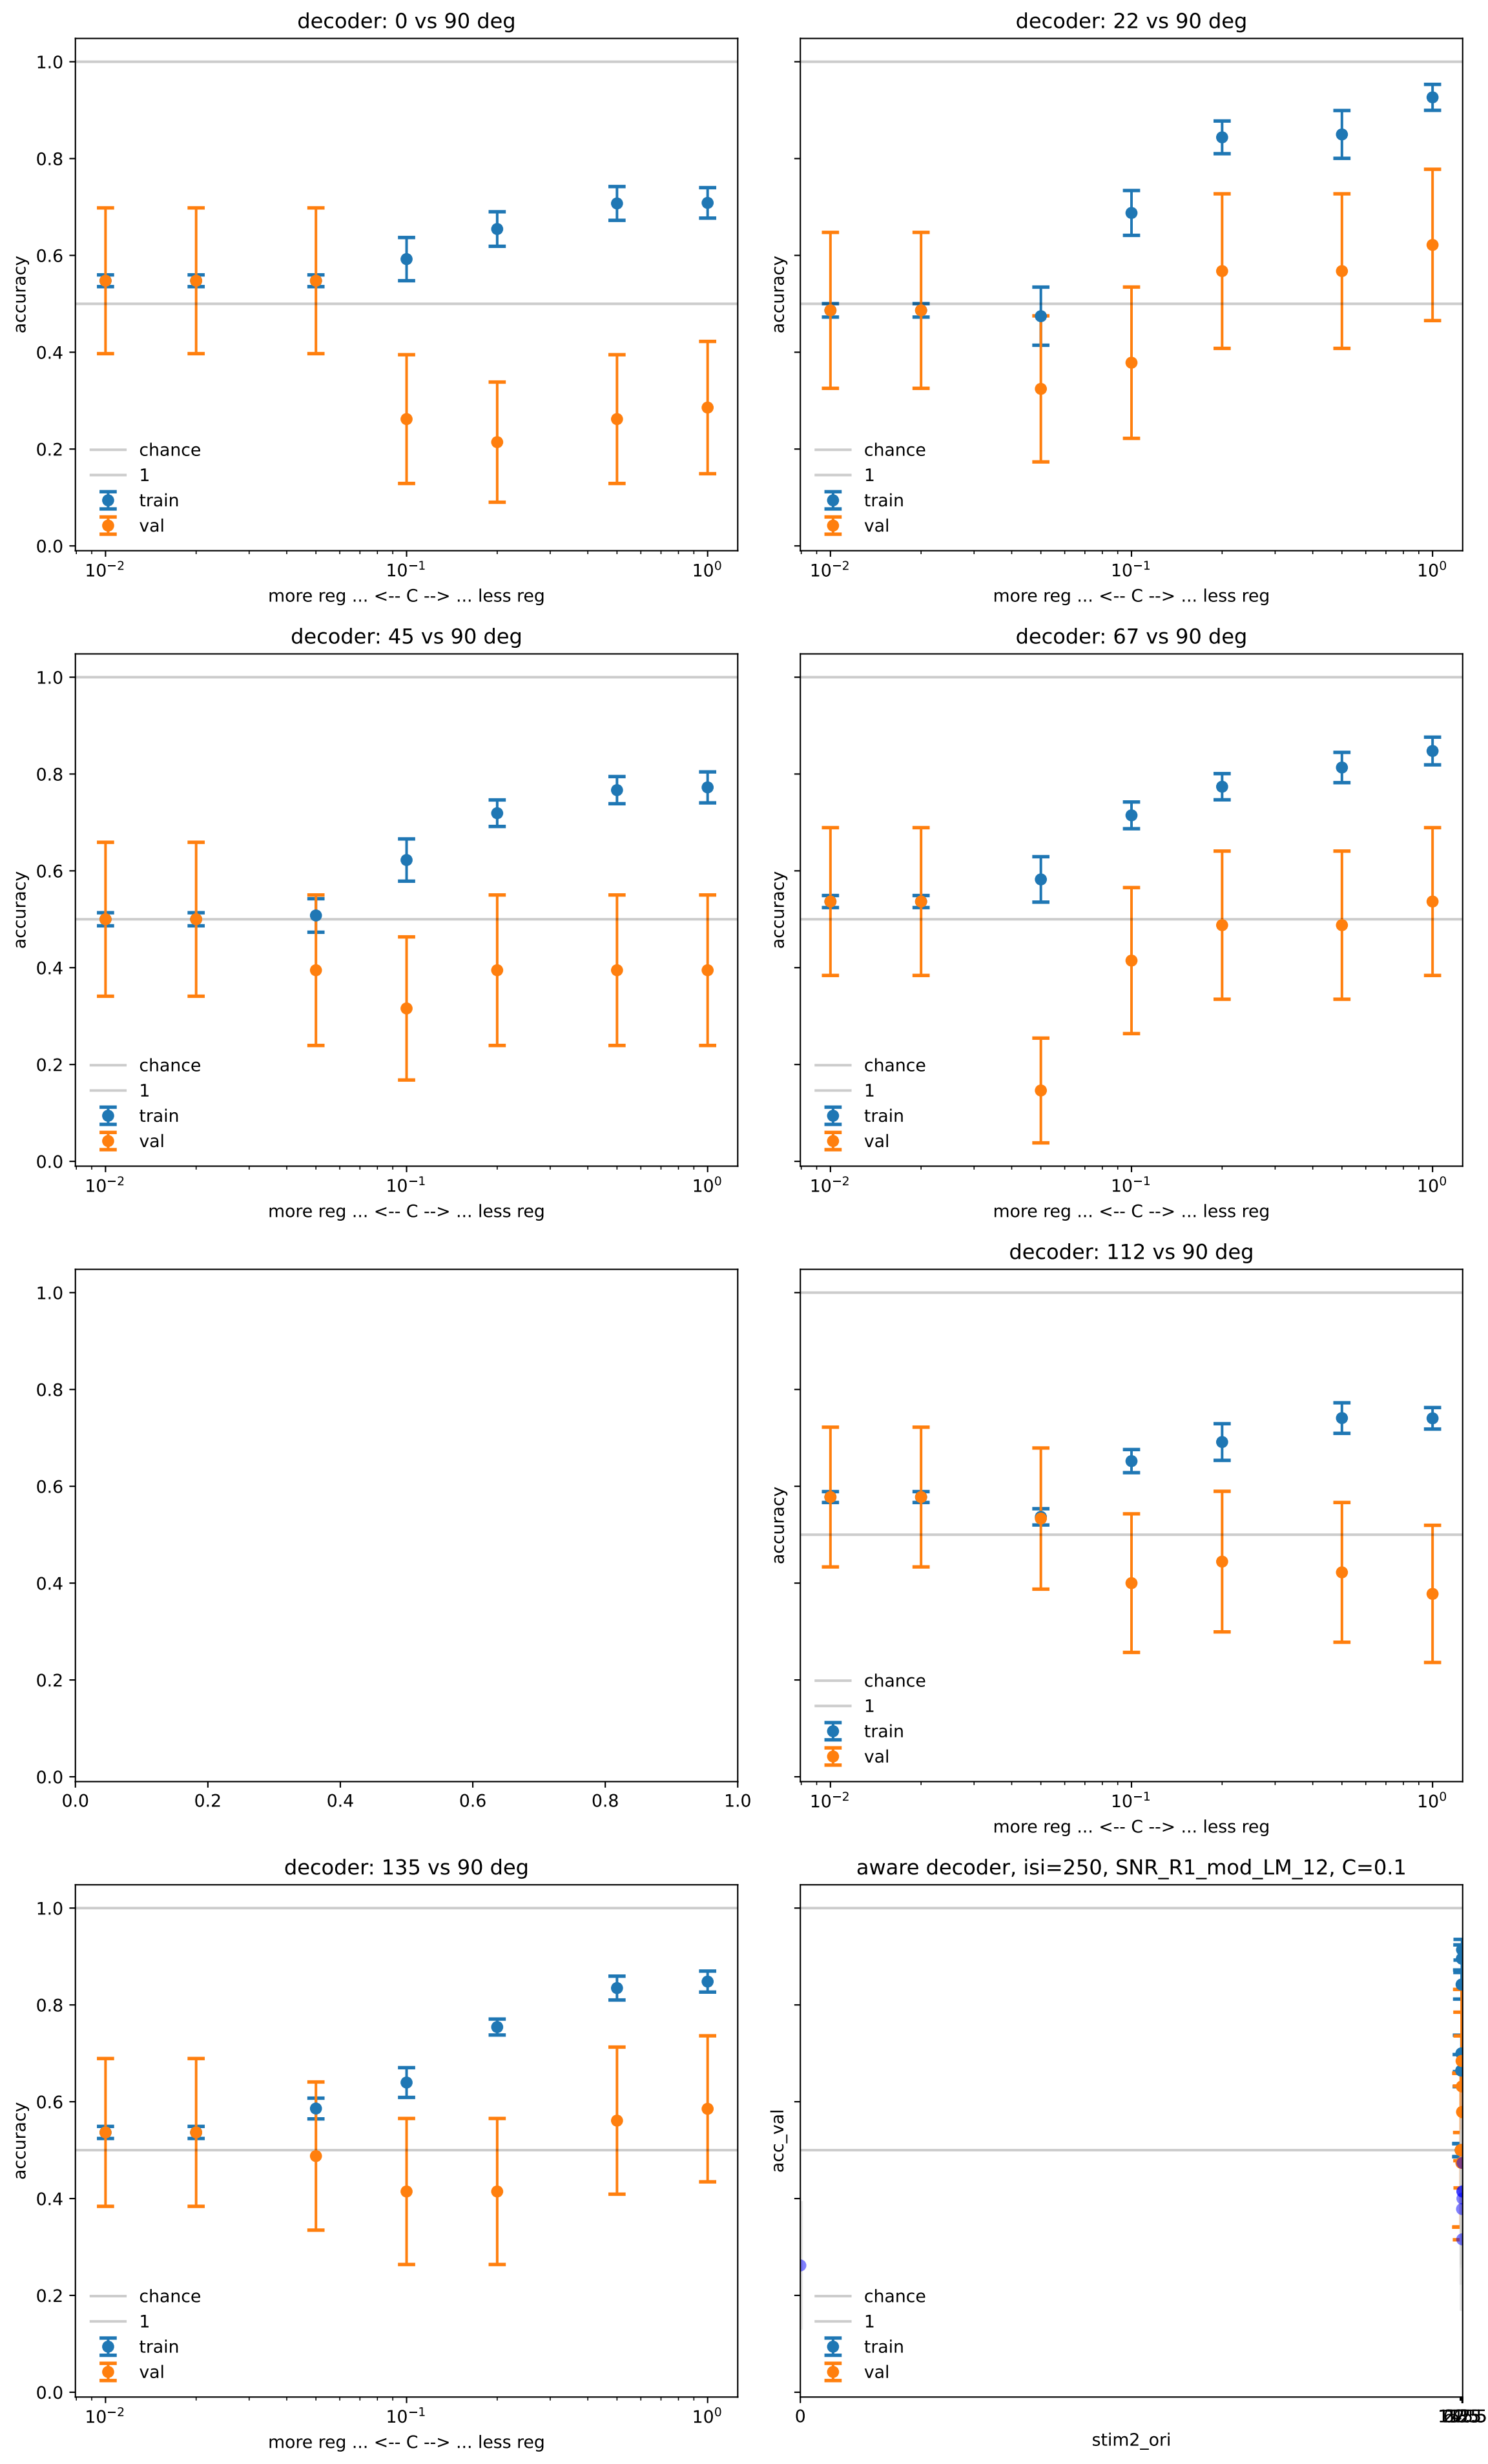 decoder: 0 vs 90 deg
1.0
0.8
0.6
0.4
0.2
0.0
accuracy
chance
1
train
val
10⁻² 10⁻¹ 10⁰
more reg ... <-- C --> ... less reg
decoder: 22 vs 90 deg
accuracy
chance
1
train
val
10⁻² 10⁻¹ 10⁰
more reg ... <-- C --> ... less reg
decoder: 45 vs 90 deg
1.0
0.8
0.6
0.4
0.2
0.0
accuracy
chance
1
train
val
10⁻² 10⁻¹ 10⁰
more reg ... <-- C --> ... less reg
decoder: 67 vs 90 deg
accuracy
chance
1
train
val
10⁻² 10⁻¹ 10⁰
more reg ... <-- C --> ... less reg
1.0
0.8
0.6
0.4
0.2
0.0
0.0 0.2 0.4 0.6 0.8 1.0
decoder: 112 vs 90 deg
accuracy
chance
1
train
val
10⁻² 10⁻¹ 10⁰
more reg ... <-- C --> ... less reg
decoder: 135 vs 90 deg
1.0
0.8
0.6
0.4
0.2
0.0
accuracy
chance
1
train
val
10⁻² 10⁻¹ 10⁰
more reg ... <-- C --> ... less reg
aware decoder, isi=250, SNR_R1_mod_LM_12, C=0.1
acc_val
chance
1
train
val
0
stim2_ori